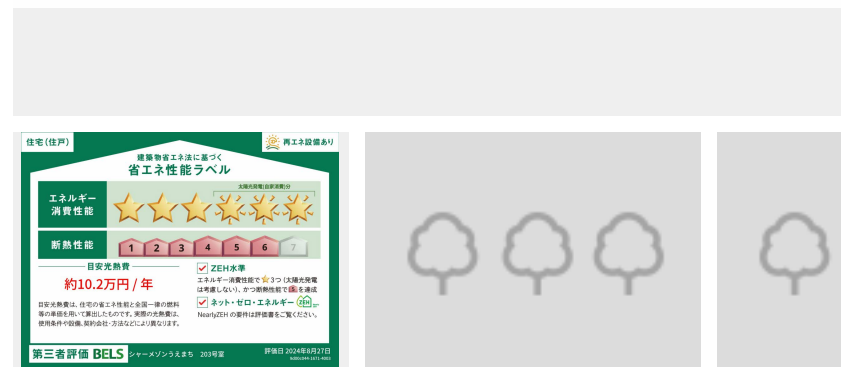 住宅(住戸)
再エネ設備あり
建築物省エネ法に基づく
省エネ性能ラベル
太陽光発電(自家消費)分
エネルギー
消費性能
断熱性能
1 2 3 4 5 6 7
目安光熱費
約10.2万円 / 年
目安光熱費は、住宅の省エネ性能と全国一律の燃料
等の単価を用いて算出したものです。実際の光熱費は、
使用条件や設備、契約会社・方法などにより異なります。
ZEH水準
エネルギー消費性能で 3つ (太陽光発電
は考慮しない)、かつ断熱性能で 5 を達成
ネット・ゼロ・エネルギー ZEH
NearlyZEH の要件は評価書をご覧ください。
第三者評価 BELS シャーメゾンうえまち 203号室
評価日 2024年8月27日